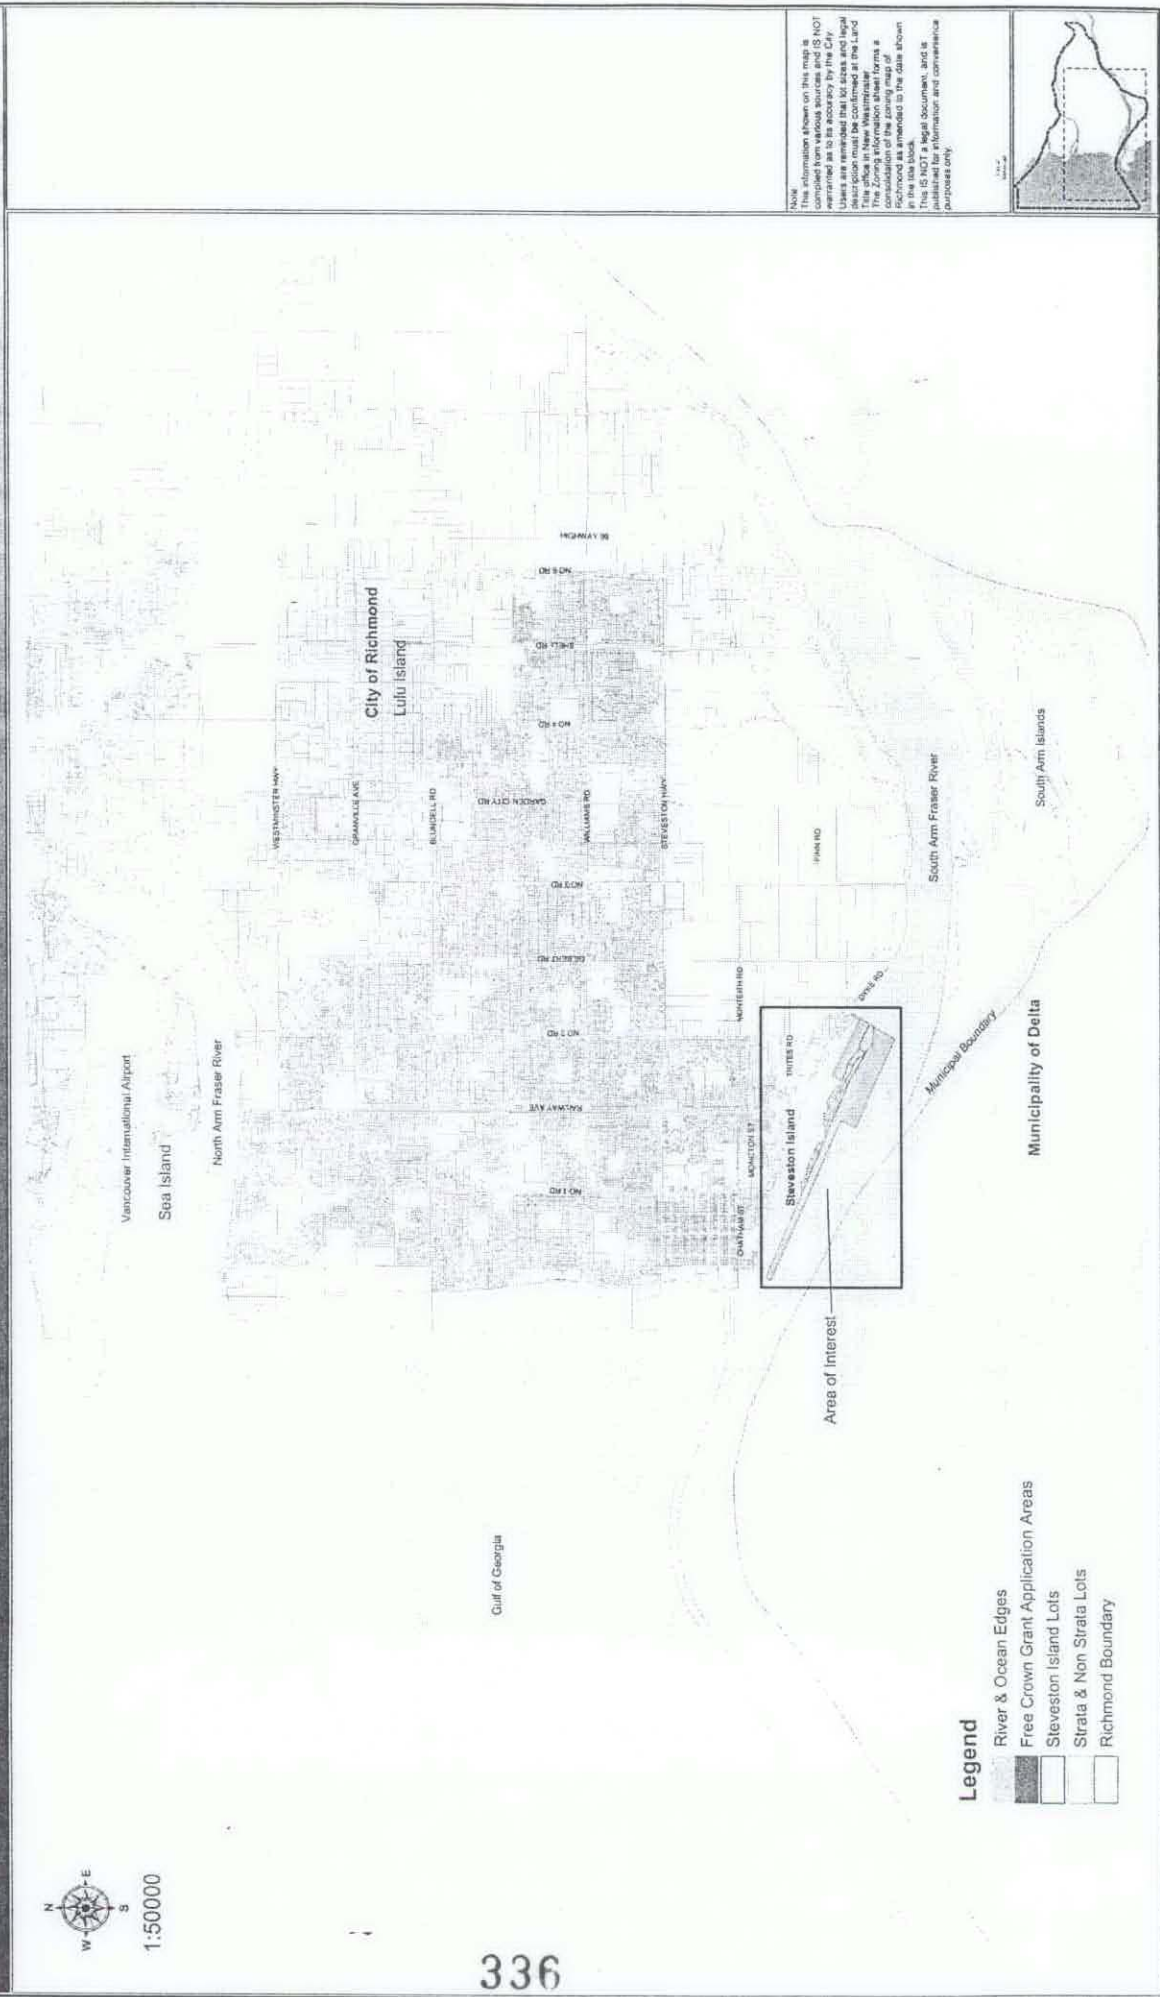 N
W
E
S
1:50000
Vancouver International Airport
Sea Island
North Arm Fraser River
City of Richmond
Lulu Island
WESTMINSTER HWY
GRANVILLE AVE
BLUNDELL RD
GARDEN CITY RD
WILLIAMS RD
STEVESTON HWY
NO 1 RD
RAILWAY AVE
NO 2 RD
GILBERT RD
NO 3 RD
NO 4 RD
SHELL RD
NO 5 RD
CHATHAM ST
MONCTON ST
MONTEITH RD
FINN RD
Steveston Island
TRITES RD
DYKE RD
Gulf of Georgia
Area of Interest
Municipal Boundary
South Arm Fraser River
South Arm Islands
Municipality of Delta
Legend
River & Ocean Edges
Free Crown Grant Application Areas
Steveston Island Lots
Strata & Non Strata Lots
Richmond Boundary
Note:
This information shown on this map is
compiled from various sources and IS NOT
warranted as to its accuracy by the City.
Users are reminded that lot sizes and legal
description must be confirmed at the Land
Title office in New Westminster.
The Zoning information sheet forms a
consolidation of the zoning map of
Richmond as amended to the date shown
in the title block.
This IS NOT a legal document, and is
published for information and convenience
purposes only.
336